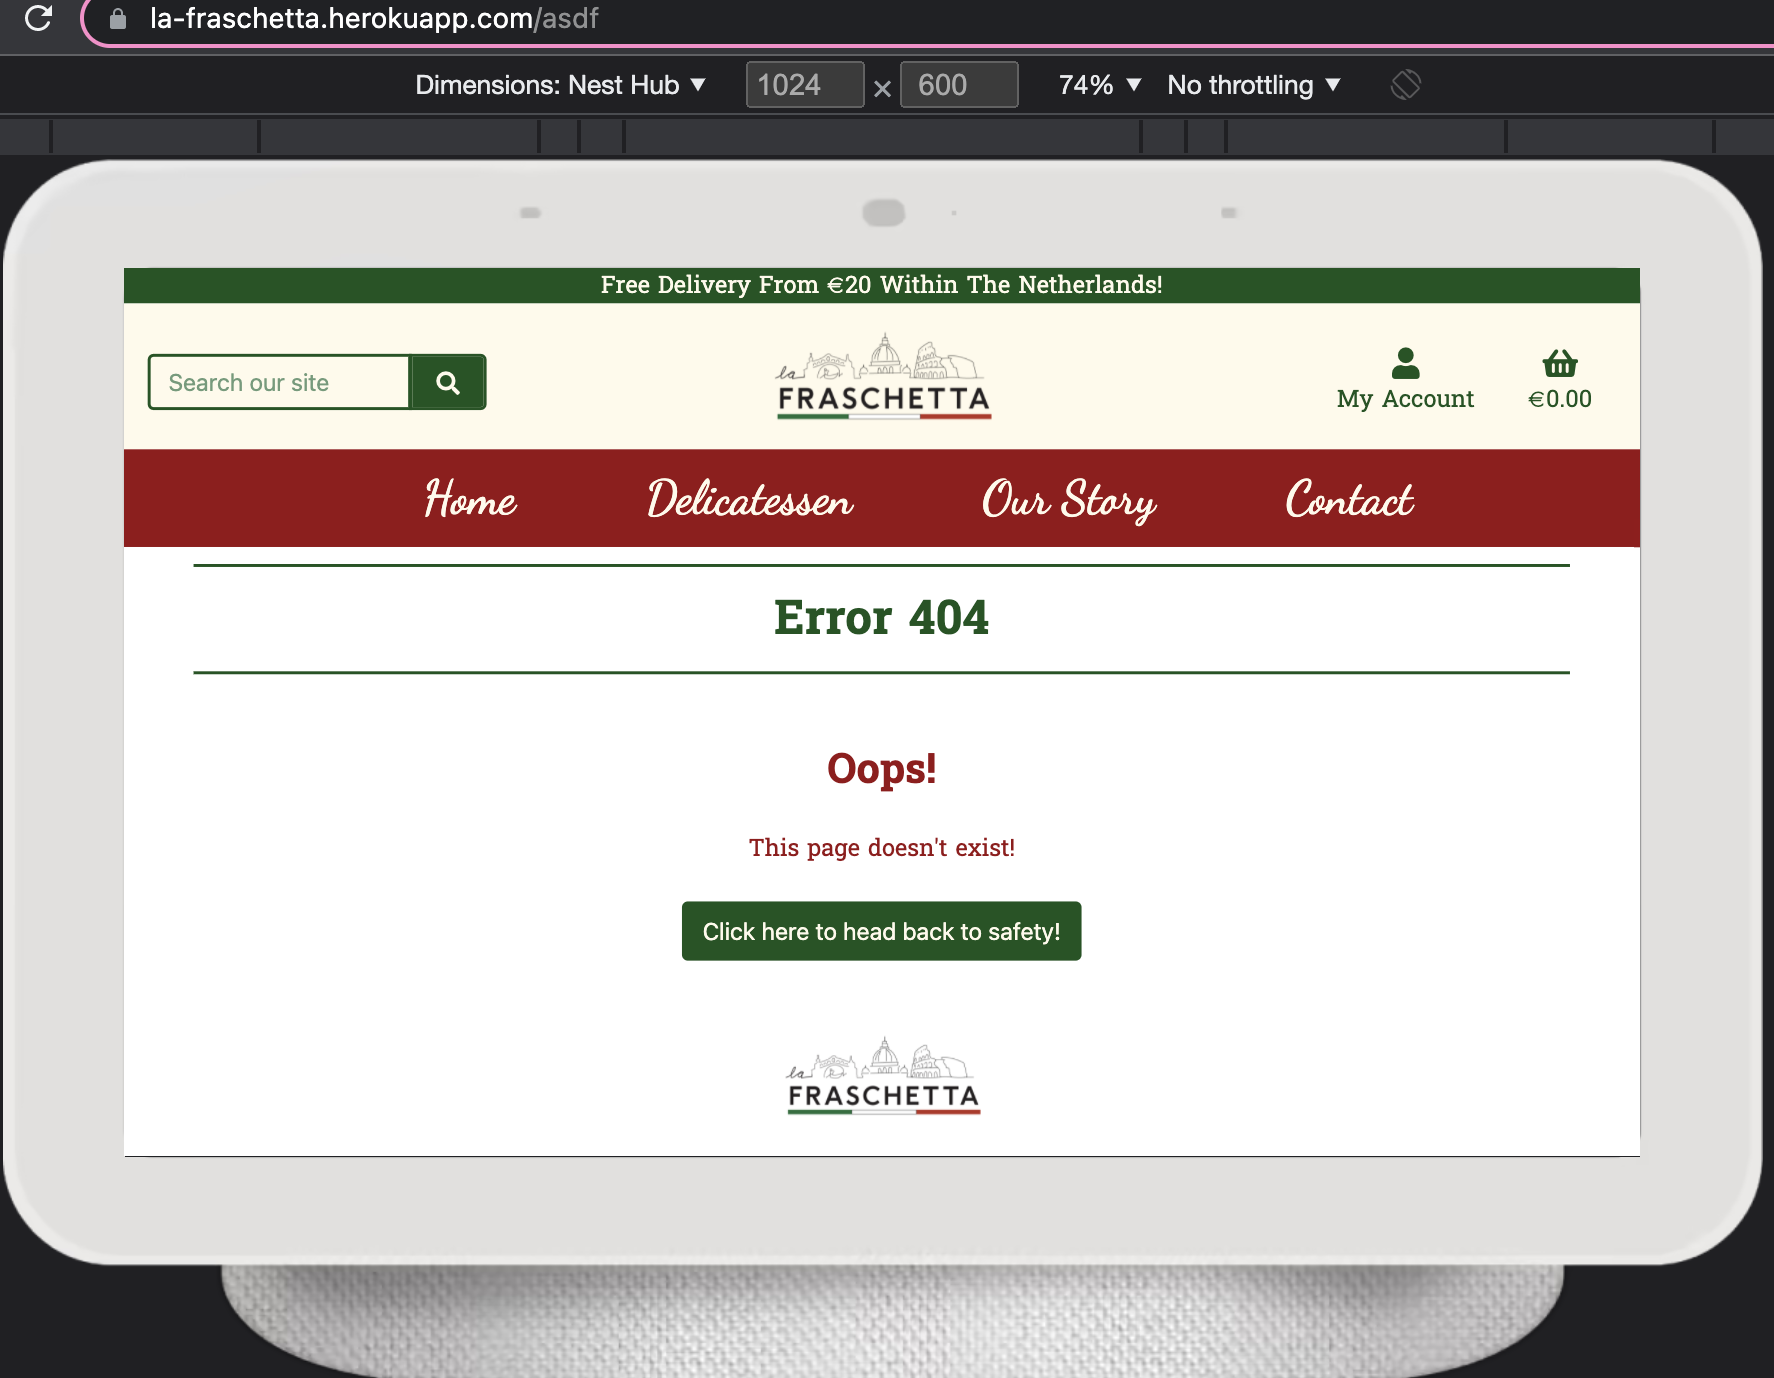 la-fraschetta.herokuapp.com/asdf
Dimensions: Nest Hub ▼ 1024 × 600 74% ▼ No throttling ▼
Free Delivery From €20 Within The Netherlands!
Search our site
la
FRASCHETTA
My Account
€0.00
Home Delicatessen Our Story Contact
Error 404
Oops!
This page doesn't exist!
Click here to head back to safety!
la
FRASCHETTA